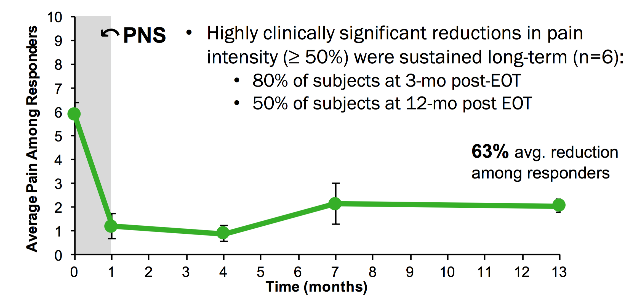 10
9
8
7
6
5
4
3
2
1
0
Average Pain Among Responders
PNS
• Highly clinically significant reductions in pain
intensity (≥ 50%) were sustained long-term (n=6):
• 80% of subjects at 3-mo post-EOT
• 50% of subjects at 12-mo post EOT
63% avg. reduction
among responders
0 1 2 3 4 5 6 7 8 9 10 11 12 13
Time (months)